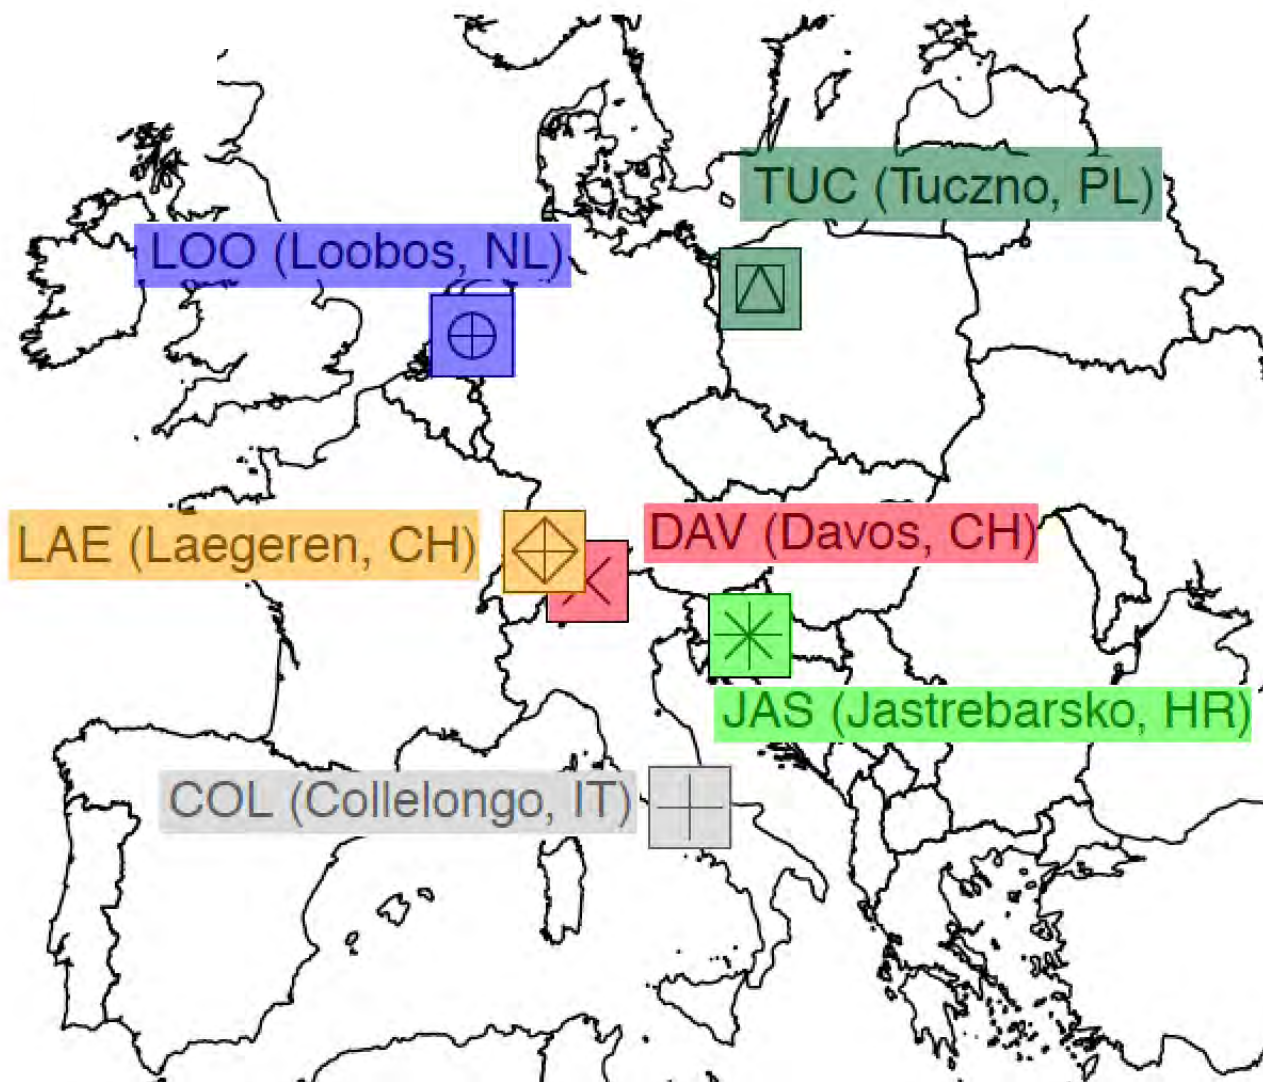 TUC (Tuczno, PL)
LOO (Loobos, NL)
LAE (Laegeren, CH)
DAV (Davos, CH)
JAS (Jastrebarsko, HR)
COL (Collelongo, IT)